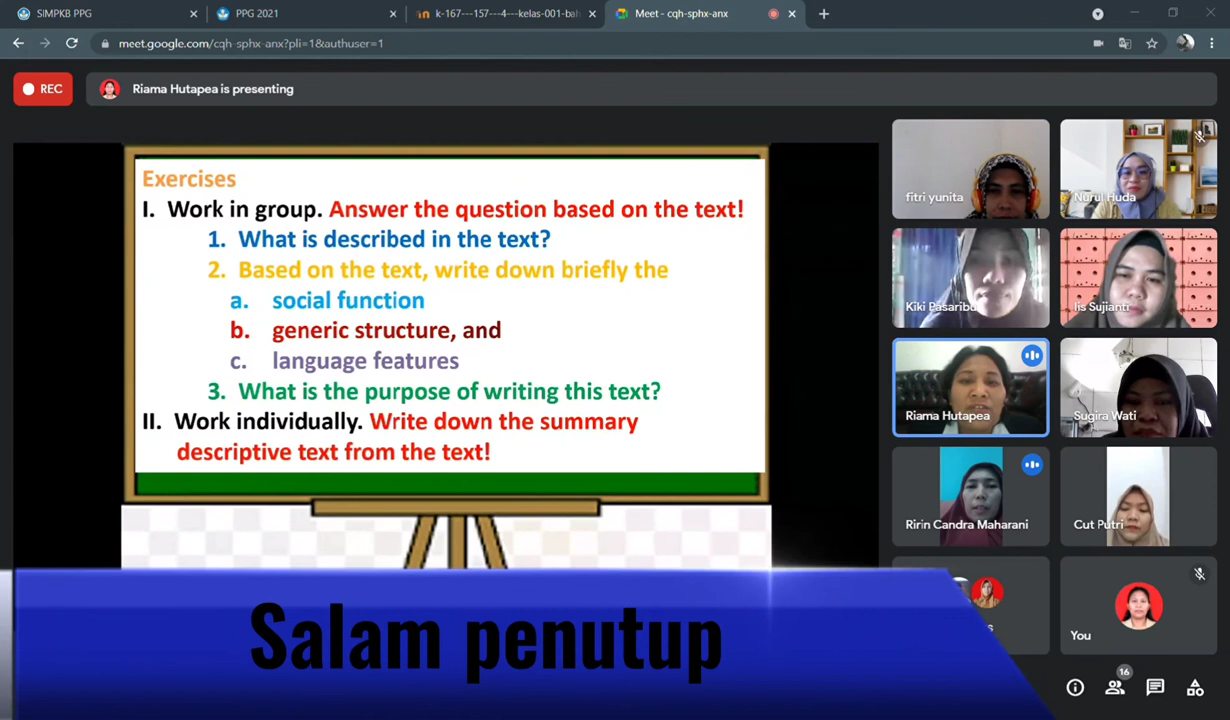 SIMPKB PPG
PPG 2021
k-167---157---4---kelas-001-bah
Meet - cqh-sphx-anx
meet.google.com/cqh-sphx-anx?pli=1&authuser=1
REC
Riama Hutapea is presenting
Exercises
I. Work in group. Answer the question based on the text!
1. What is described in the text?
2. Based on the text, write down briefly the
a. social function
b. generic structure, and
c. language features
3. What is the purpose of writing this text?
II. Work individually. Write down the summary
descriptive text from the text!
fitri yunita
Nurul Huda
Kiki Pasaribu
Iis Sujianti
Riama Hutapea
Sugira Wati
Ririn Candra Maharani
Cut Putri
You
16
Salam penutup